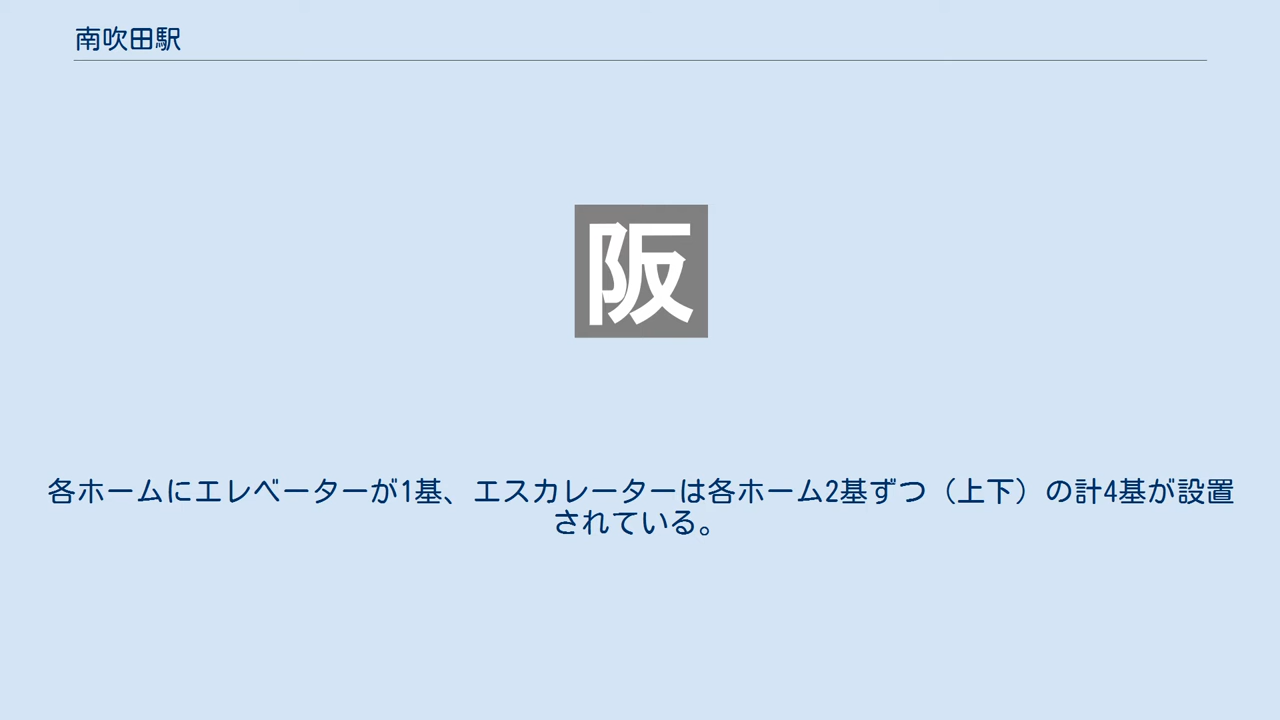 南吹田駅
阪
各ホームにエレベーターが1基、エスカレーターは各ホーム2基ずつ（上下）の計4基が設置
されている。